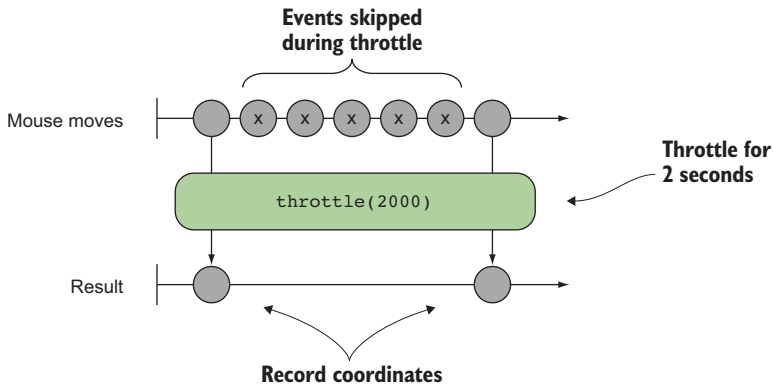 Events skipped
during throttle
Mouse moves
x x x x x
Throttle for
2 seconds
throttle(2000)
Result
Record coordinates